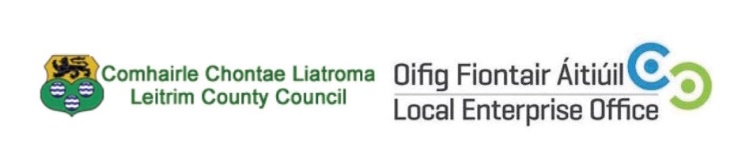 Comhairle Chontae Liatroma
Leitrim County Council
Oifig Fiontair Áitiúil
Local Enterprise Office